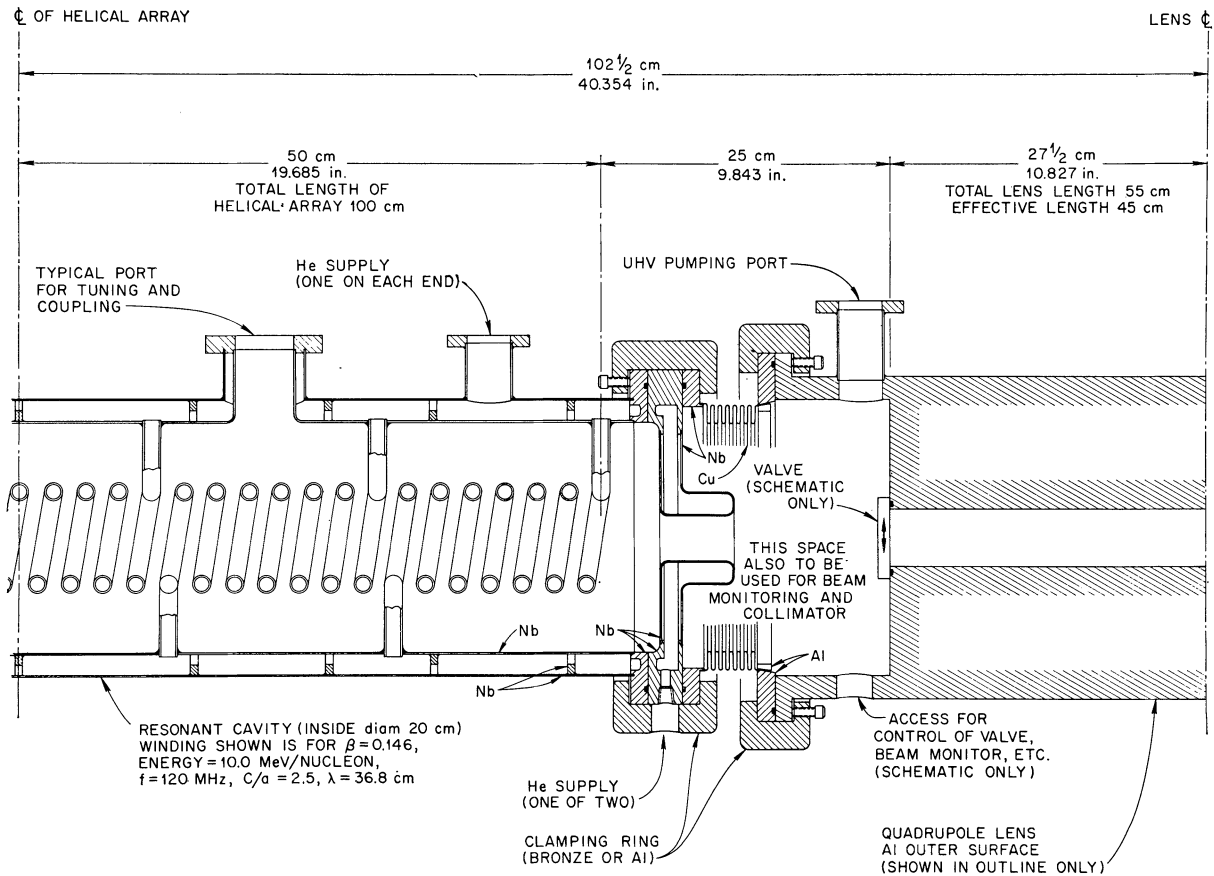 ℄ OF HELICAL ARRAY
LENS ℄
102 1/2 cm
40.354 in.
50 cm
19.685 in.
TOTAL LENGTH OF
HELICAL ARRAY 100 cm
25 cm
9.843 in.
27 1/2 cm
10.827 in.
TOTAL LENS LENGTH 55 cm
EFFECTIVE LENGTH 45 cm
TYPICAL PORT
FOR TUNING AND
COUPLING
He SUPPLY
(ONE ON EACH END)
UHV PUMPING PORT
Nb
Cu
VALVE
(SCHEMATIC
ONLY)
THIS SPACE
ALSO TO BE
USED FOR BEAM
MONITORING AND
COLLIMATOR
Nb
Nb
Al
Nb
RESONANT CAVITY (INSIDE diam 20 cm)
WINDING SHOWN IS FOR β = 0.146,
ENERGY = 10.0 MeV/NUCLEON,
f = 120 MHz, C/a = 2.5, λ = 36.8 cm
He SUPPLY
(ONE OF TWO)
CLAMPING RING
(BRONZE OR Al)
ACCESS FOR
CONTROL OF VALVE,
BEAM MONITOR, ETC.
(SCHEMATIC ONLY)
QUADRUPOLE LENS
Al OUTER SURFACE
(SHOWN IN OUTLINE ONLY)